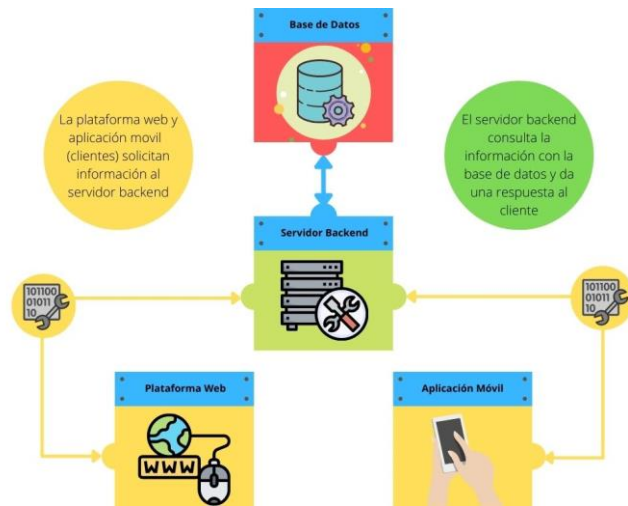 Base de Datos
La plataforma web y
aplicación movil
(clientes) solicitan
información al
servidor backend
El servidor backend
consulta la
información con la
base de datos y da
una respuesta al
cliente
Servidor Backend
101100
01011
10
101100
01011
10
Plataforma Web
WWW
Aplicación Móvil